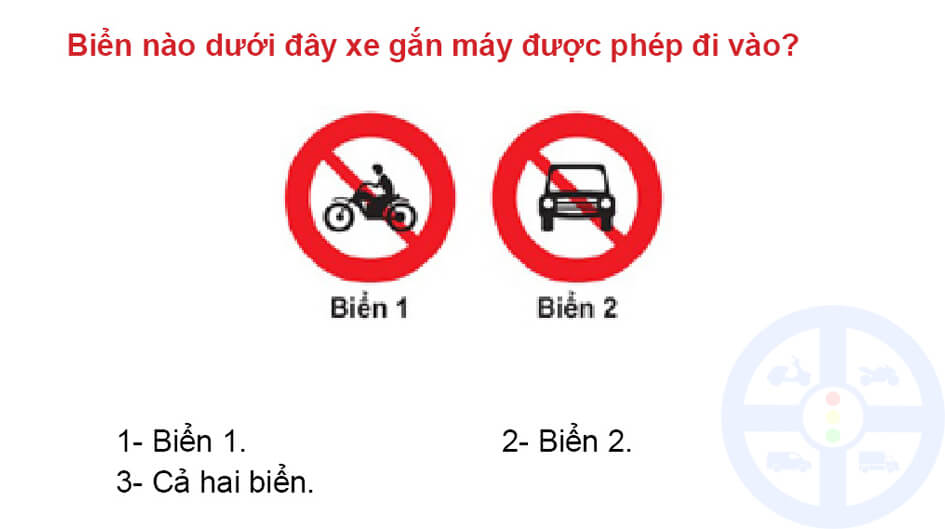 Biển nào dưới đây xe gắn máy được phép đi vào?
Biển 1 Biển 2
1- Biển 1. 2- Biển 2.
3- Cả hai biển.